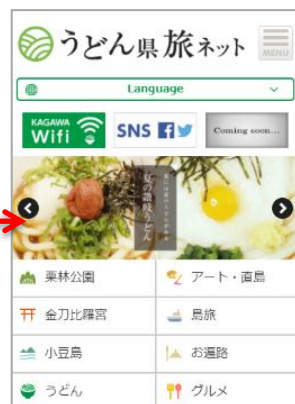 うどん県旅ネット
MENU
Language
KAGAWA
Wifi
SNS
Coming soon...
夏の讃岐うどん
栗林公園
アート・直島
金刀比羅宮
島旅
小豆島
お遍路
うどん
グルメ